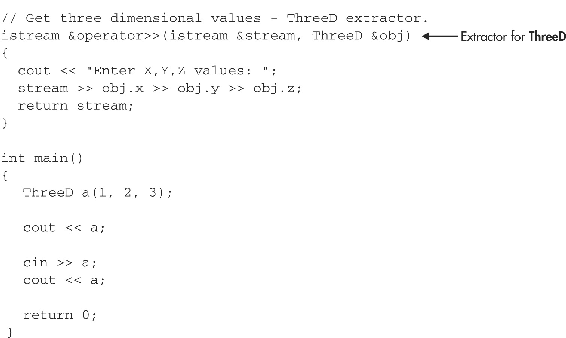 // Get three dimensional values - ThreeD extractor.
istream &operator>>(istream &stream, ThreeD &obj) Extractor for ThreeD
{
cout << "Enter X,Y,Z values: ";
stream >> obj.x >> obj.y >> obj.z;
return stream;
}
int main()
{
ThreeD a(1, 2, 3);
cout << a;
cin >> a;
cout << a;
return 0;
}